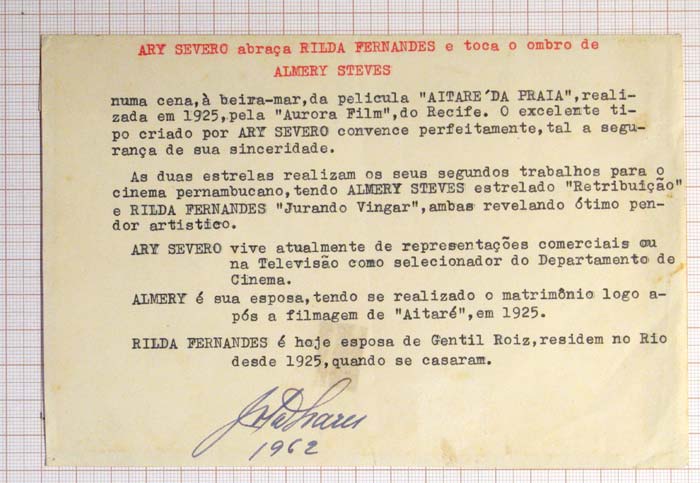 ARY SEVERO abraça RILDA FERNANDES e toca o ombro de
ALMERY STEVES
numa cena,à beira-mar,da pelicula "AITARÉ DA PRAIA",reali-
zada em 1925,pela "Aurora Film",do Recife. O excelente ti-
po criado por ARY SEVERO convence perfeitamente,tal a segu-
rança de sua sinceridade.
As duas estrelas realizam os seus segundos trabalhos para o
cinema pernambucano,tendo ALMERY STEVES estrelado "Retribuição"
e RILDA FERNANDES "Jurando Vingar",ambas revelando ótimo pen-
dor artistico.
ARY SEVERO vive atualmente de representações comerciais ou
na Televisão como selecionador do Departamento de
Cinema.
ALMERY é sua esposa,tendo se realizado o matrimônio logo a-
pós a filmagem de "Aitaré",em 1925.
RILDA FERNANDES é hoje esposa de Gentil Roiz,residem no Rio
desde 1925,quando se casaram.
1962